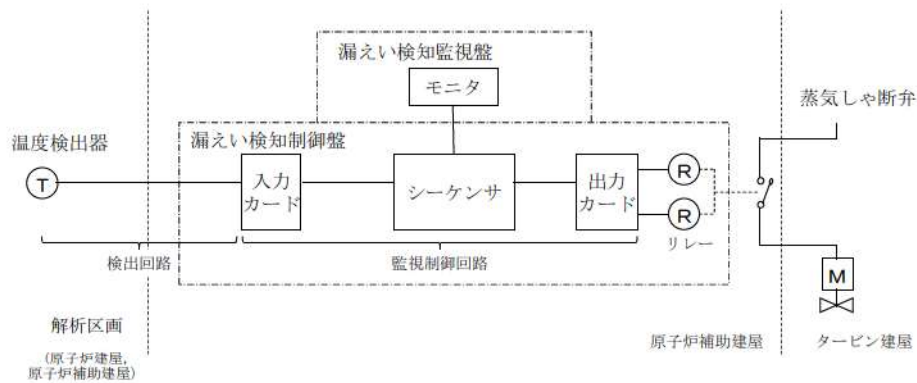 漏えい検知監視盤
モニタ
蒸気しゃ断弁
温度検出器
漏えい検知制御盤
T
入力
カード
シーケンサ
出力
カード
R
R
リレー
検出回路
監視制御回路
M
解析区画
(原子炉建屋,
原子炉補助建屋)
原子炉補助建屋
タービン建屋